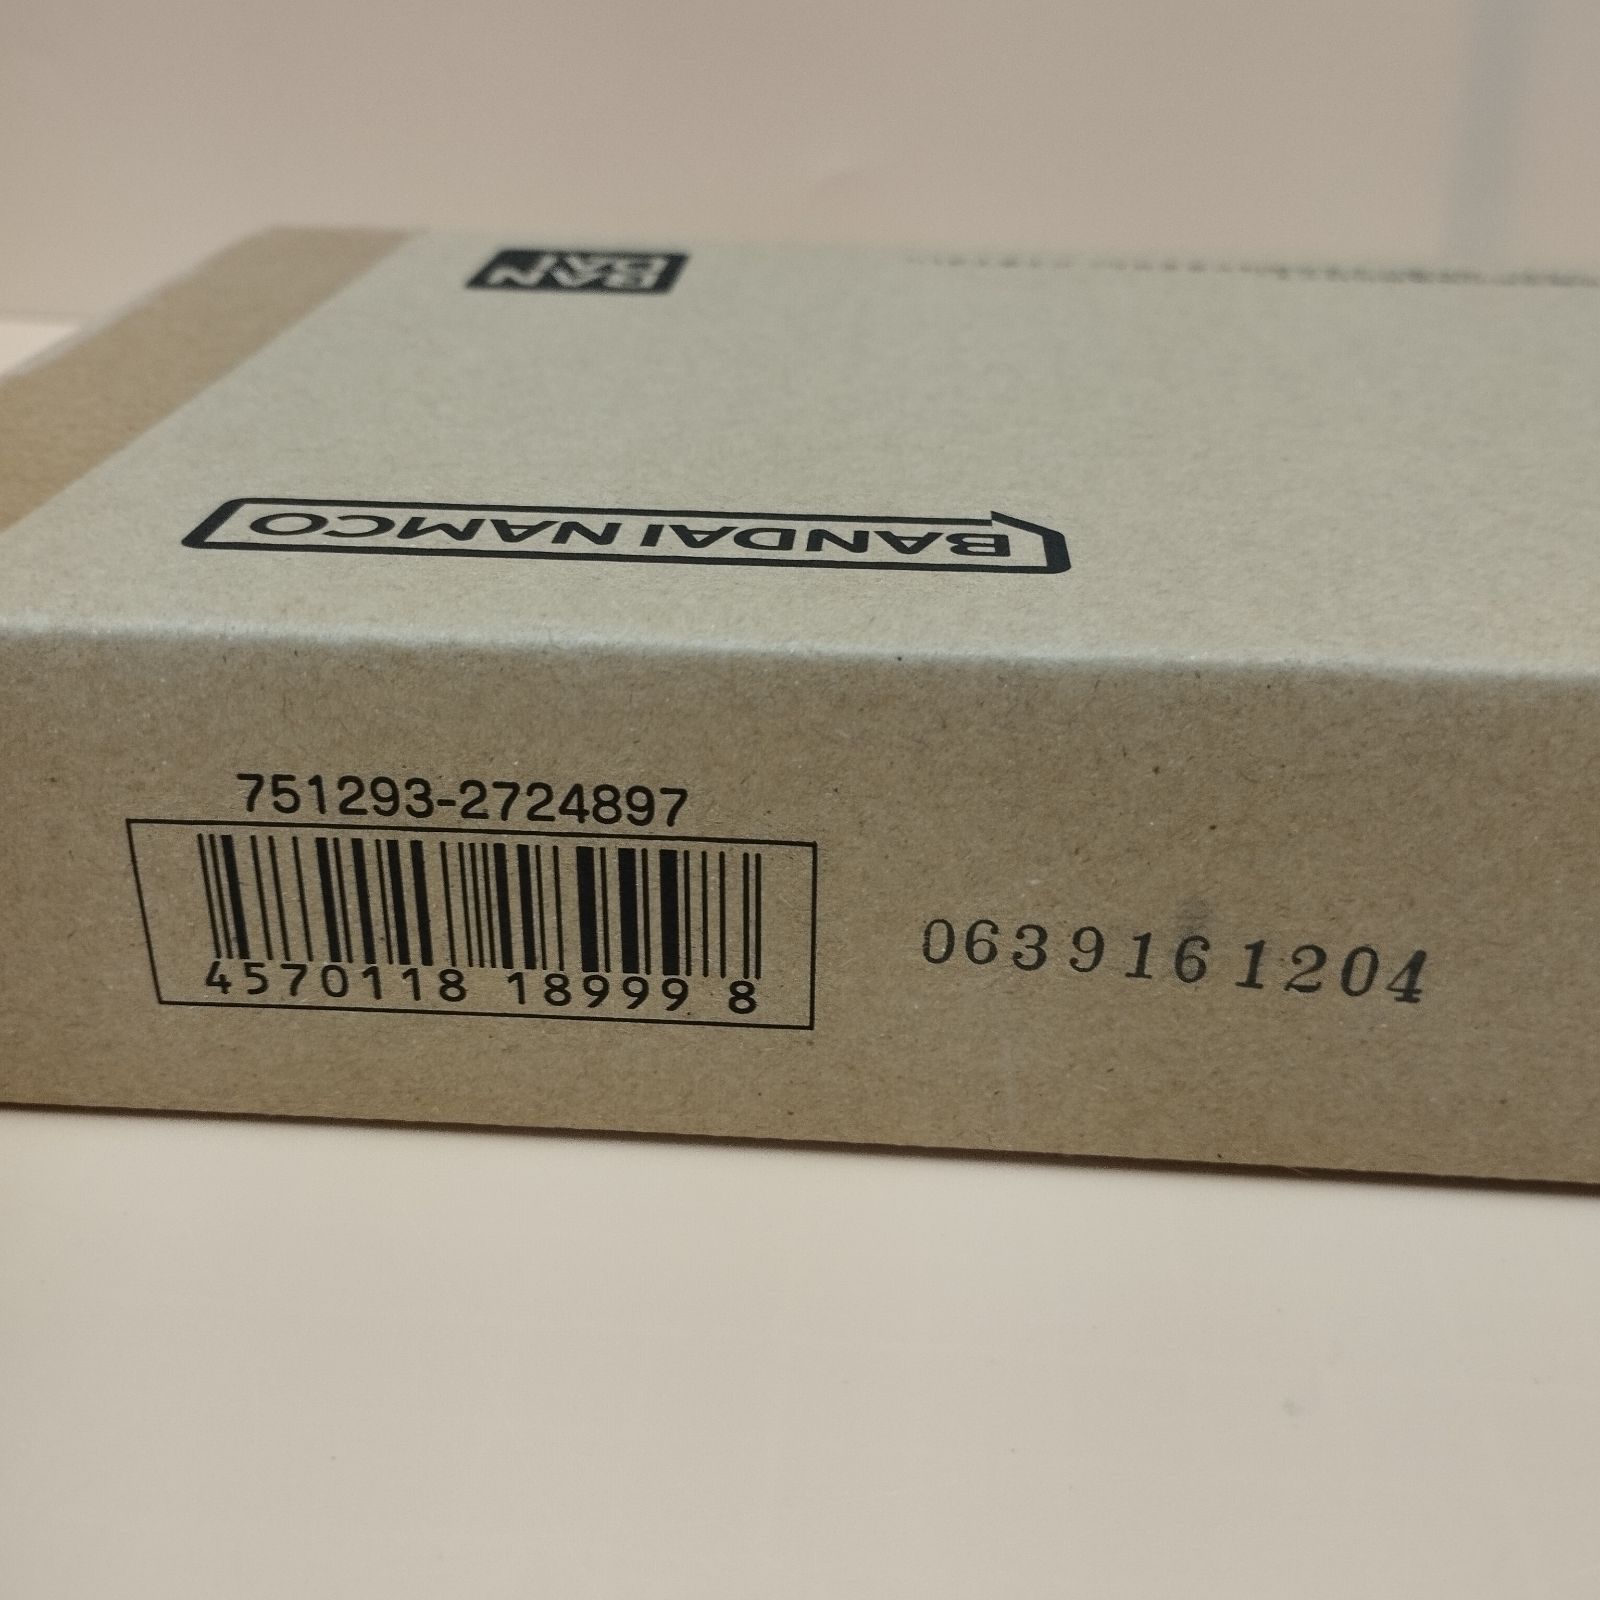 BAN
DAI
BANDAI NAMCO
751293-2724897
4570118 18999 8
0639161204